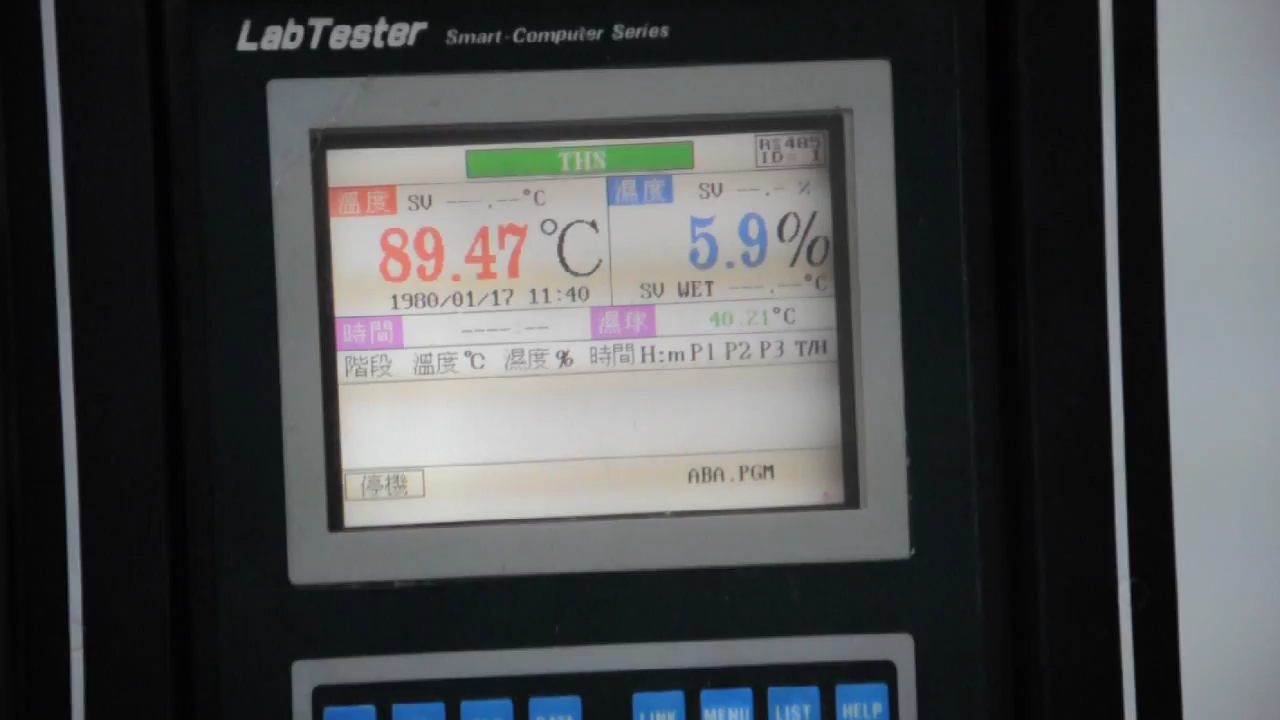 LabTester Smart-Computer Series
THS
RS485
ID= 1
溫度 SV ---.--°C
濕度 SV --.- %
89.47°C
5.9%
1980/01/17 11:40
SV WET ---.--°C
時間 ----:--
濕球 40.21°C
階段 溫度°C 濕度% 時間H:m P1 P2 P3 T/H
停機
ABA.PGM
LINK MENU LIST HELP